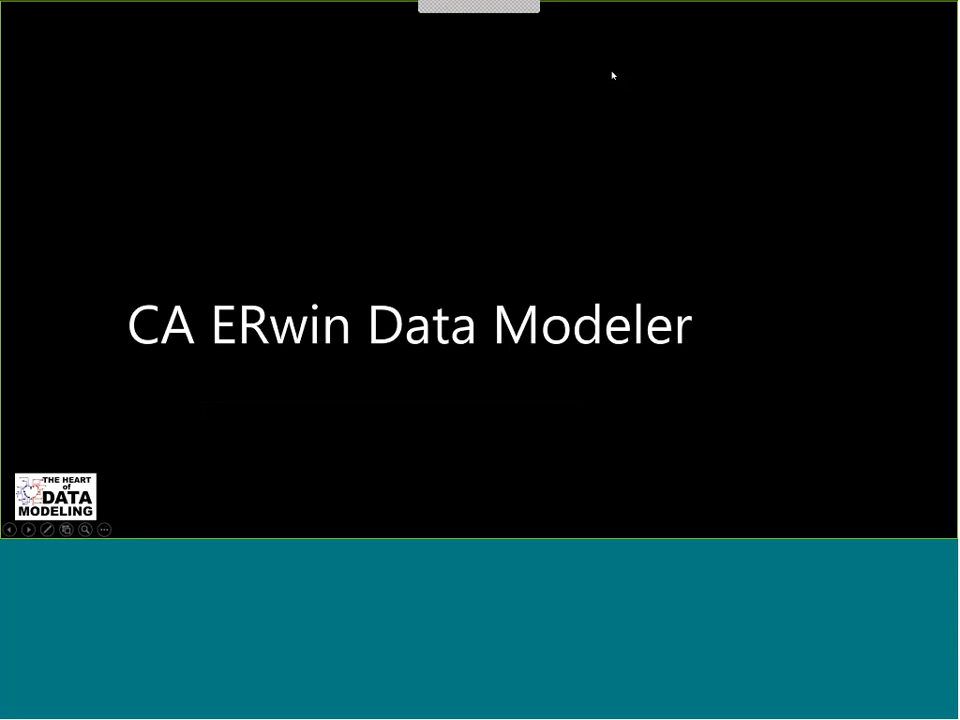 CA ERwin Data Modeler
THE HEART
of
DATA
MODELING